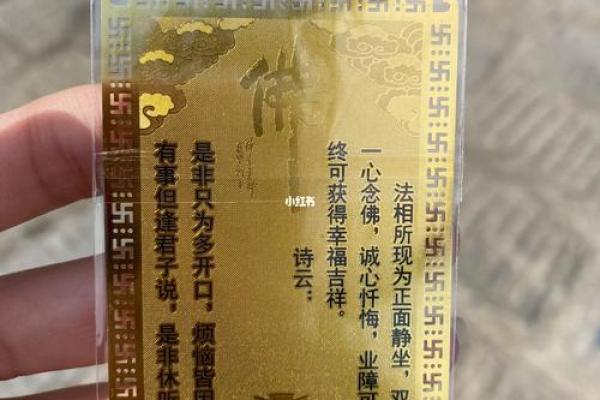 佛
法相所现为正面静坐，双
一心念佛，诚心忏悔，业障可
终可获得幸福吉祥。
诗云：
是非只为多开口，烦恼皆因
有事但逢君子说，是非休听
小红书